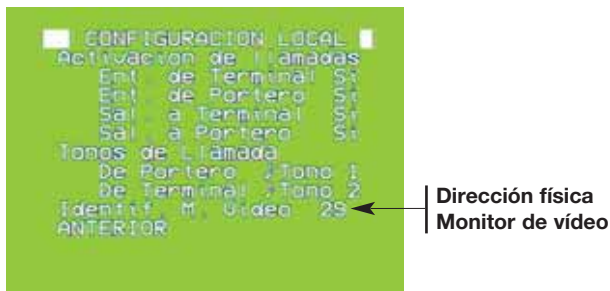 CONFIGURACION LOCAL
Activacion de llamadas
Ent. de Terminal Si
Ent. de Portero Si
Sal. a Terminal Si
Sal. a Portero Si
Tonos de Llamada
De Portero ♪Tono 1
De Terminal ♪Tono 2
Identif. M. Video 29
ANTERIOR
Dirección física
Monitor de vídeo